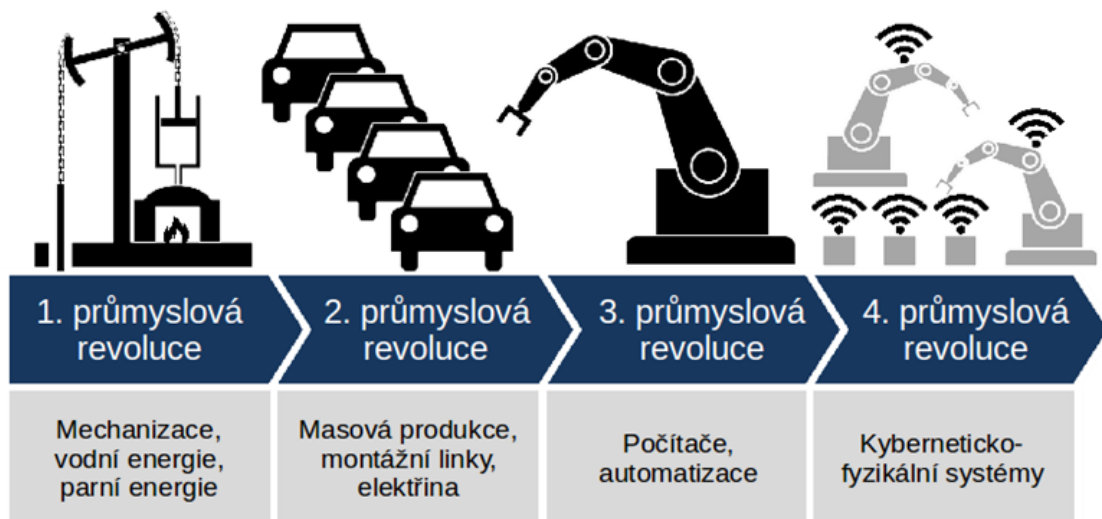 1. průmyslová
revoluce
2. průmyslová
revoluce
3. průmyslová
revoluce
4. průmyslová
revoluce
Mechanizace,
vodní energie,
parní energie
Masová produkce,
montážní linky,
elektřina
Počítače,
automatizace
Kyberneticko-
fyzikální systémy